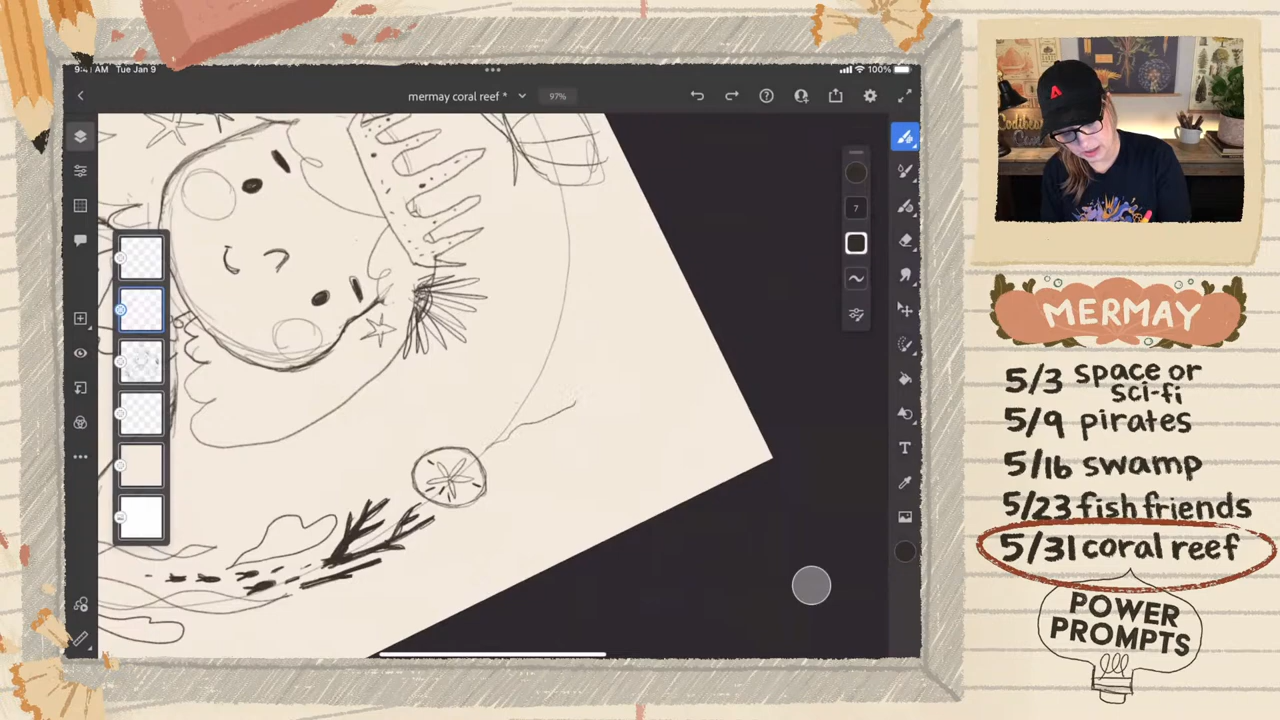 9:41 AM Tue Jan 9
100%
mermay coral reef *
97%
7
T
MERMAY
5/3 space or
sci-fi
5/9 pirates
5/16 swamp
5/23 fish friends
5/31 coral reef
POWER
PROMPTS